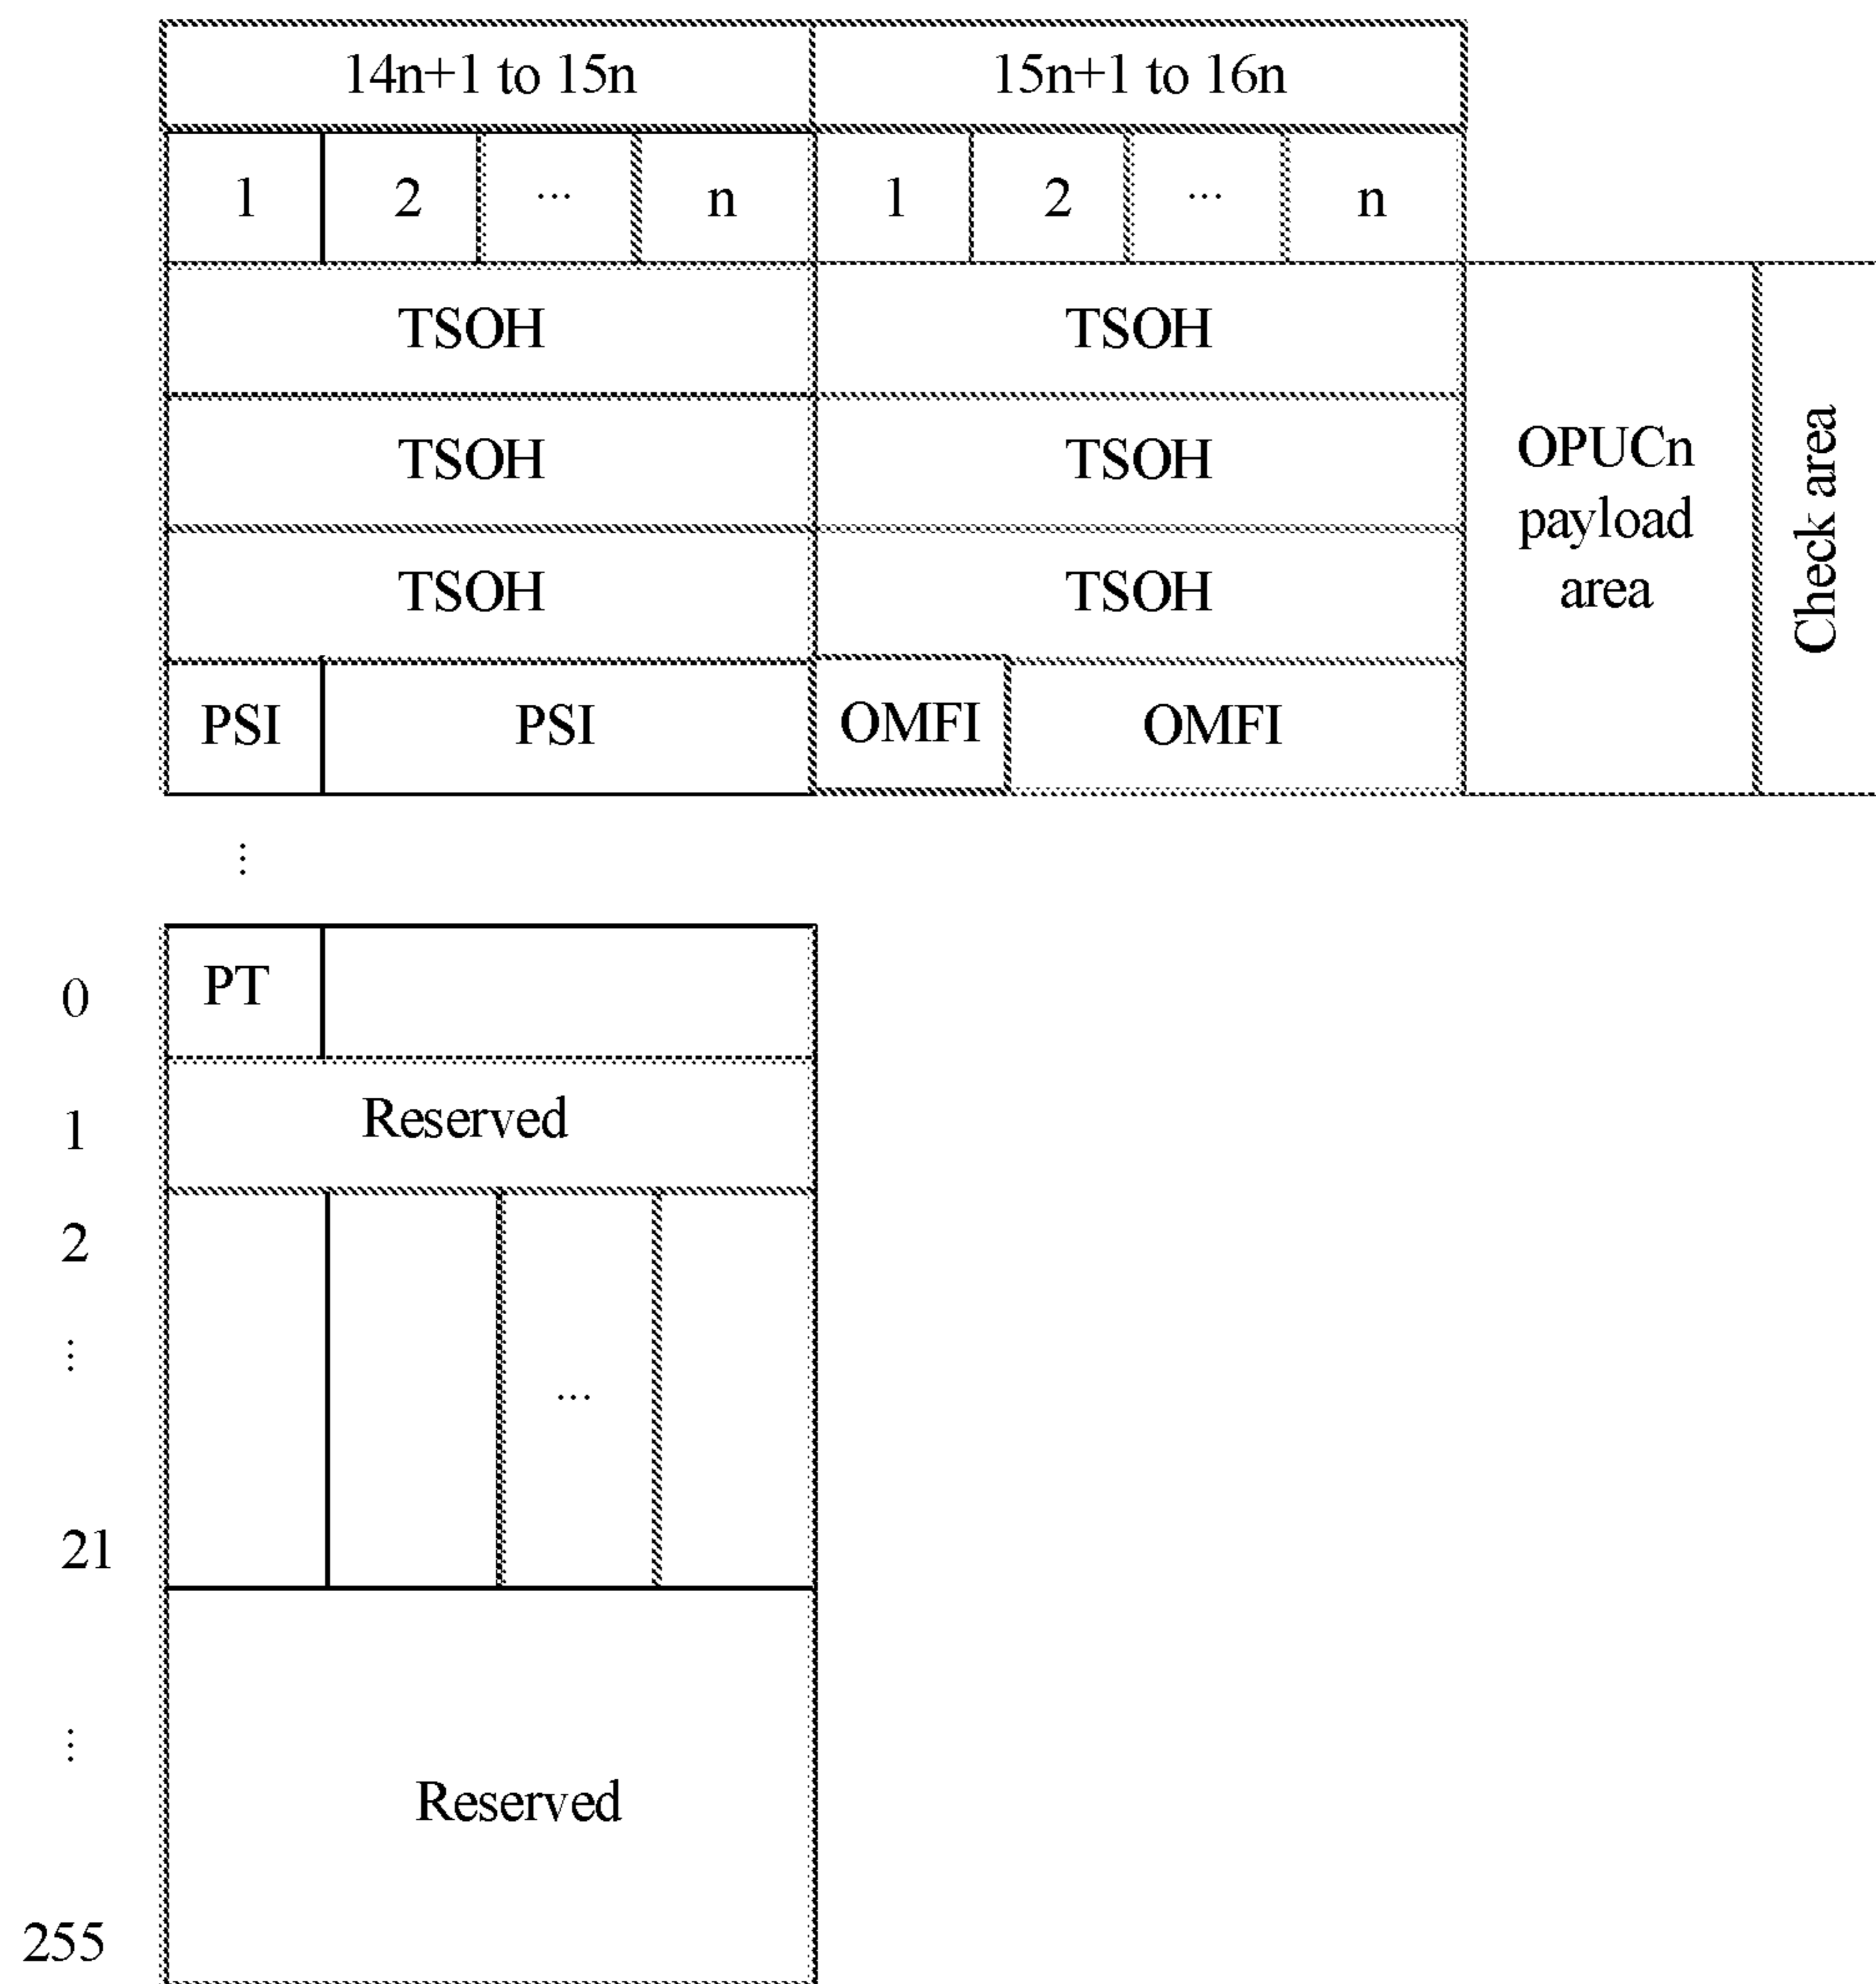 14n+1 to 15n 15n+1 to 16n
1 2 ... n 1 2 ... n
TSOH TSOH
TSOH TSOH
TSOH TSOH
OPUCn
payload
area
Check area
PSI PSI OMFI OMFI
⋮
0 PT
1 Reserved
2
⋮
...
21
⋮
Reserved
255